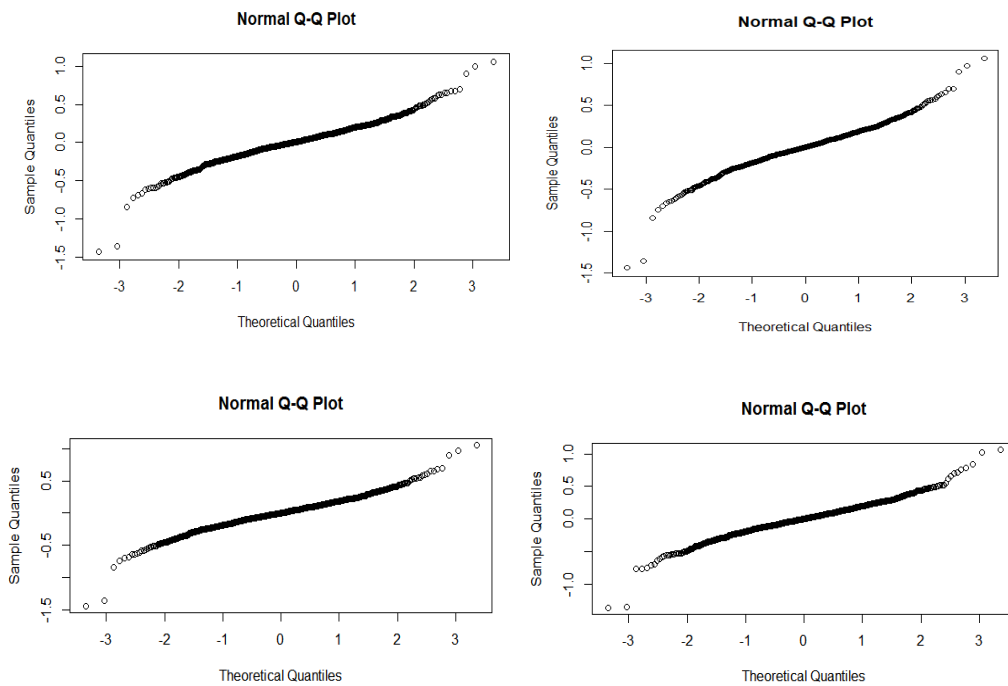 Normal Q-Q Plot
Sample Quantiles
1.0
0.5
0.0
-0.5
-1.0
-1.5
-3 -2 -1 0 1 2 3
Theoretical Quantiles
Normal Q-Q Plot
Sample Quantiles
1.0
0.5
0.0
-0.5
-1.0
-1.5
-3 -2 -1 0 1 2 3
Theoretical Quantiles
Normal Q-Q Plot
Sample Quantiles
0.5
-0.5
-1.5
-3 -2 -1 0 1 2 3
Theoretical Quantiles
Normal Q-Q Plot
Sample Quantiles
1.0
0.5
0.0
-1.0
-3 -2 -1 0 1 2 3
Theoretical Quantiles